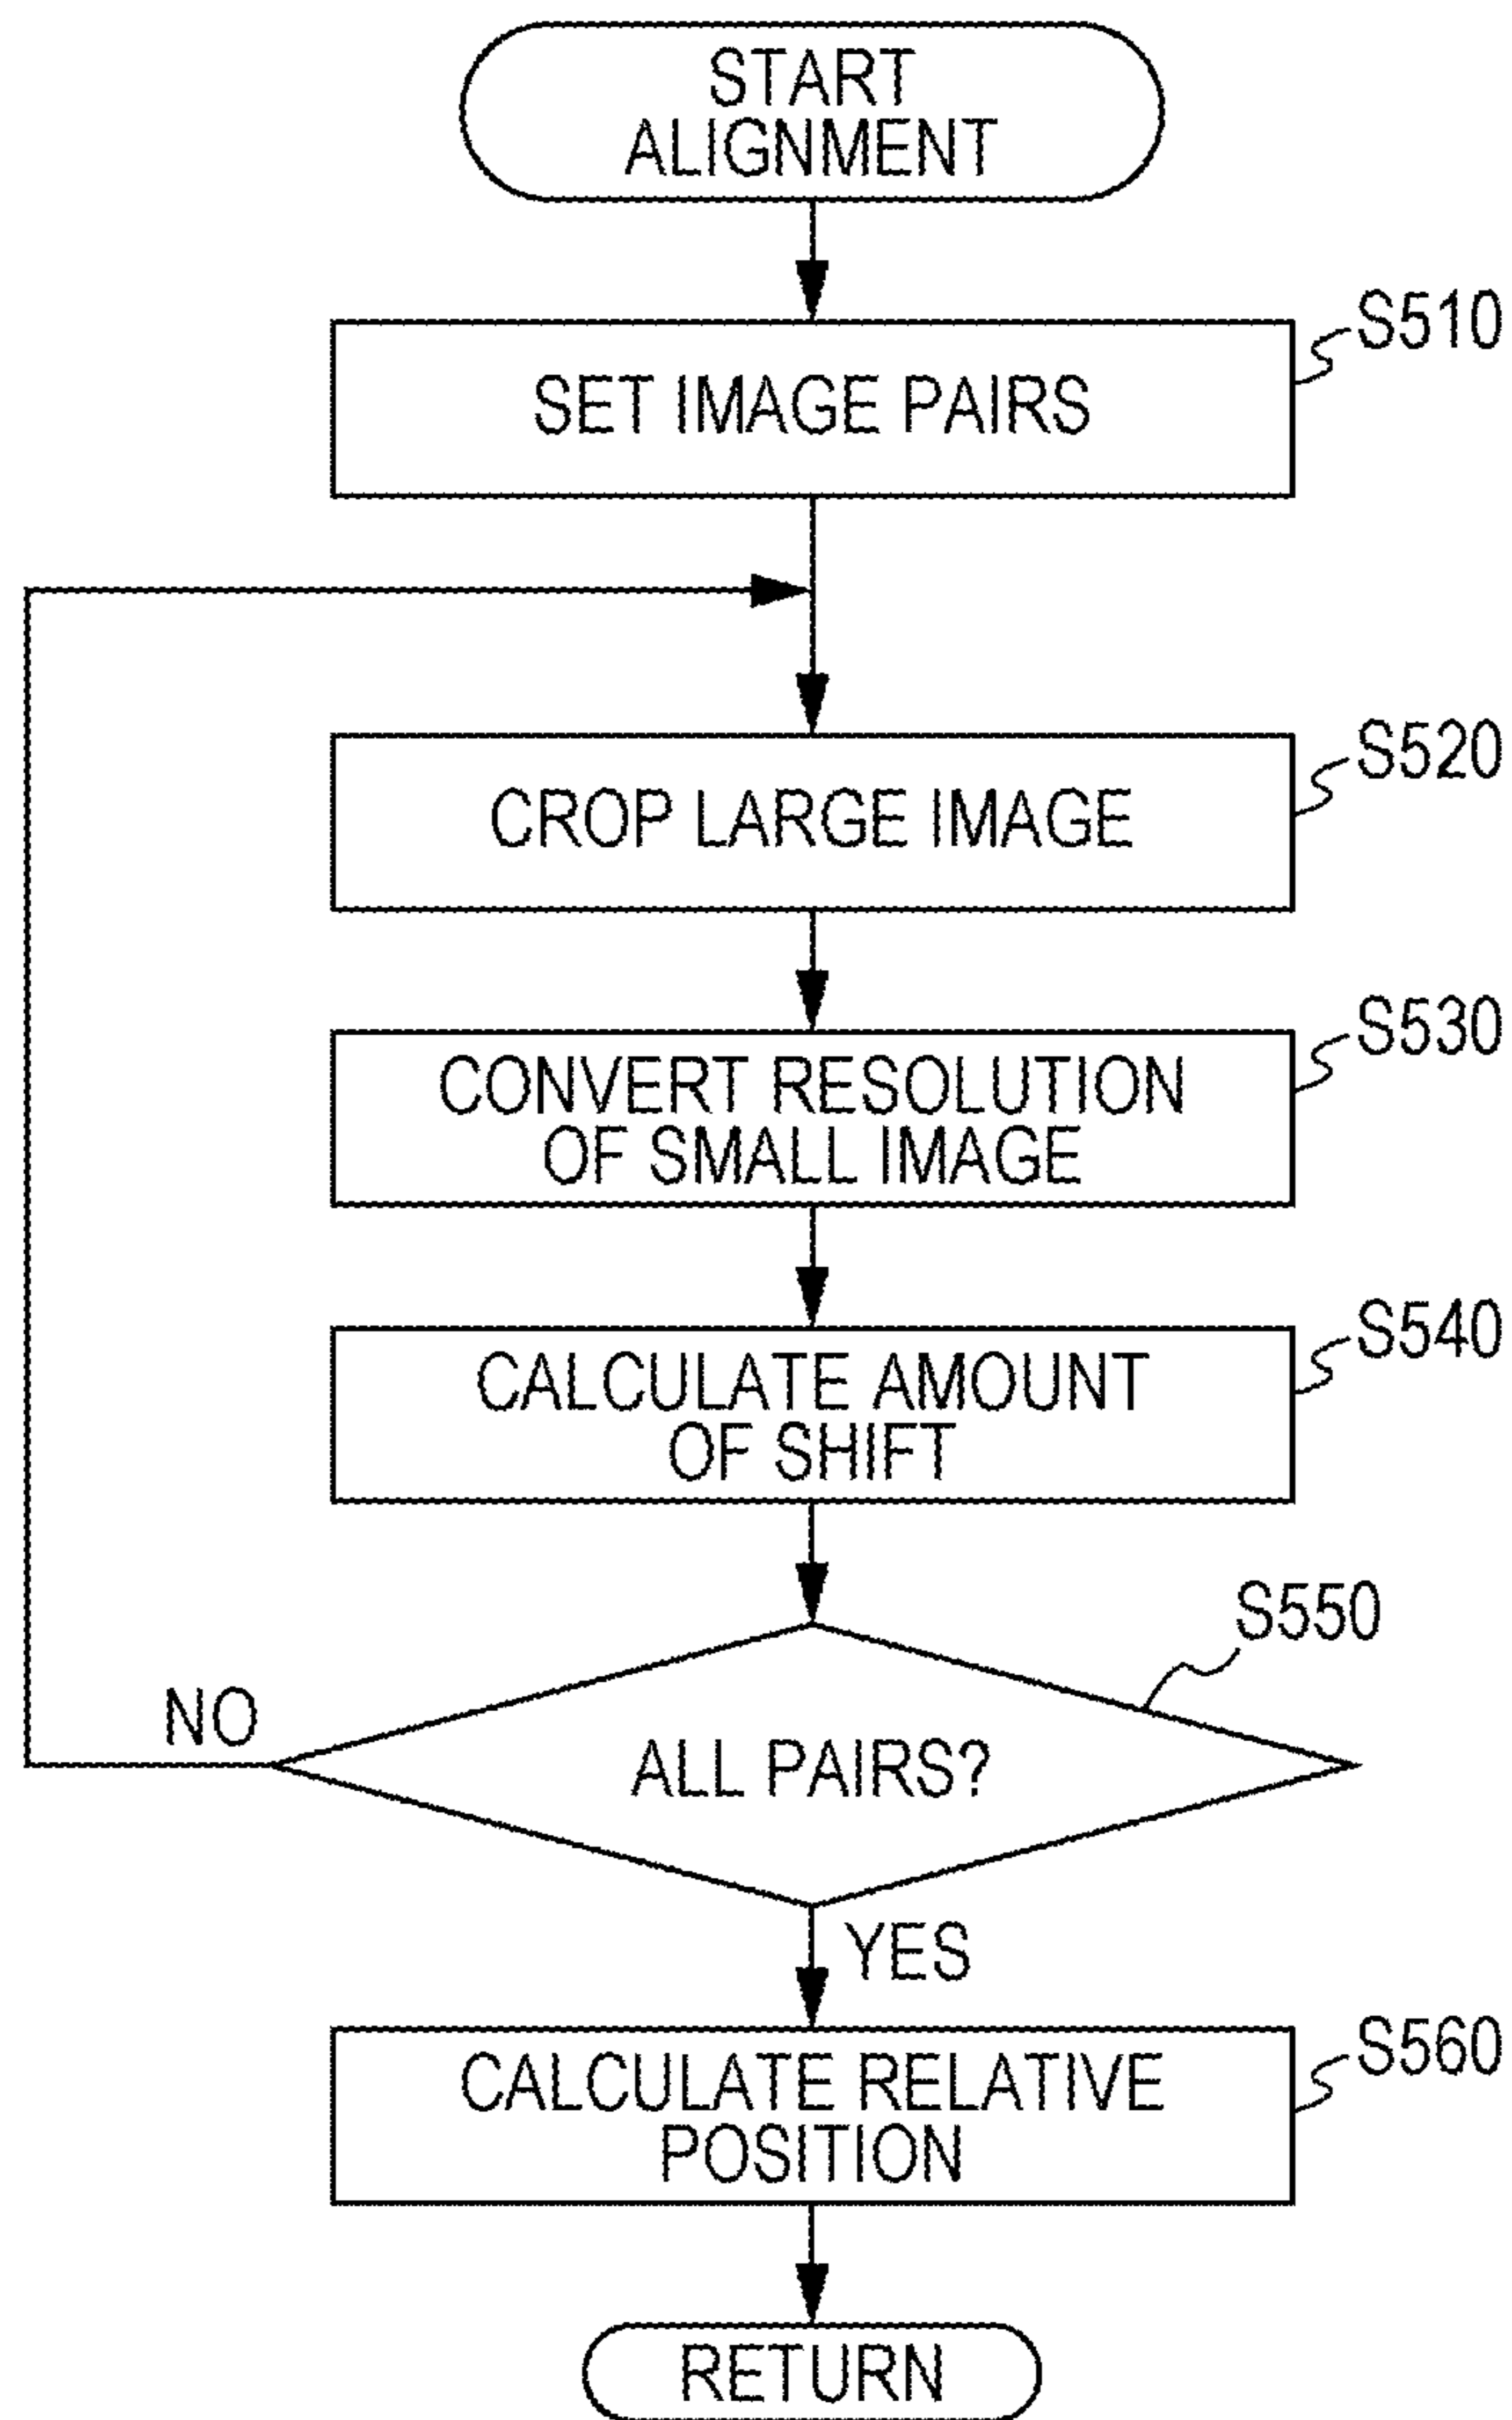 START
ALIGNMENT
S510
SET IMAGE PAIRS
S520
CROP LARGE IMAGE
S530
CONVERT RESOLUTION
OF SMALL IMAGE
S540
CALCULATE AMOUNT
OF SHIFT
S550
NO
ALL PAIRS?
YES
S560
CALCULATE RELATIVE
POSITION
RETURN